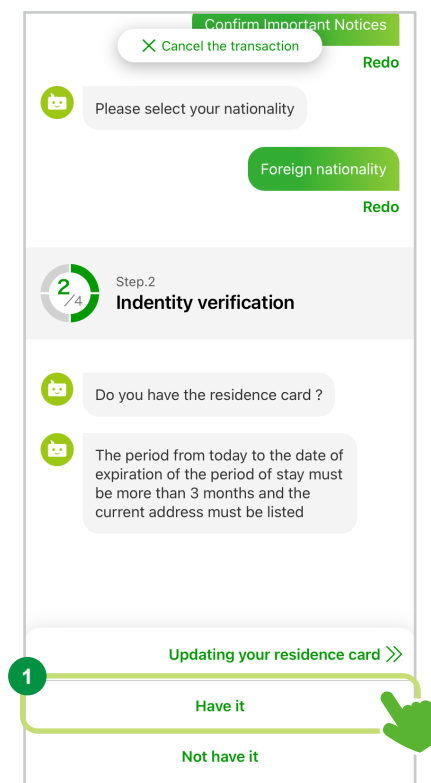 Confirm Important Notices
Cancel the transaction
Redo
Please select your nationality
Foreign nationality
Redo
2/4
Step.2
Indentity verification
Do you have the residence card ?
The period from today to the date of
expiration of the period of stay must
be more than 3 months and the
current address must be listed
Updating your residence card
1
Have it
Not have it